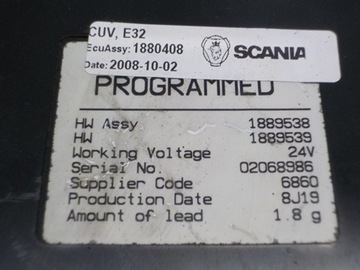 CUV, E32
EcuAssy: 1880408
Date: 2008-10-02
SCANIA
PROGRAMMED
HW Assy 1889538
HW 1889539
Working Voltage 24V
Serial No. 02068986
Supplier Code 6860
Production Date 8J19
Amount of lead 1.8 g